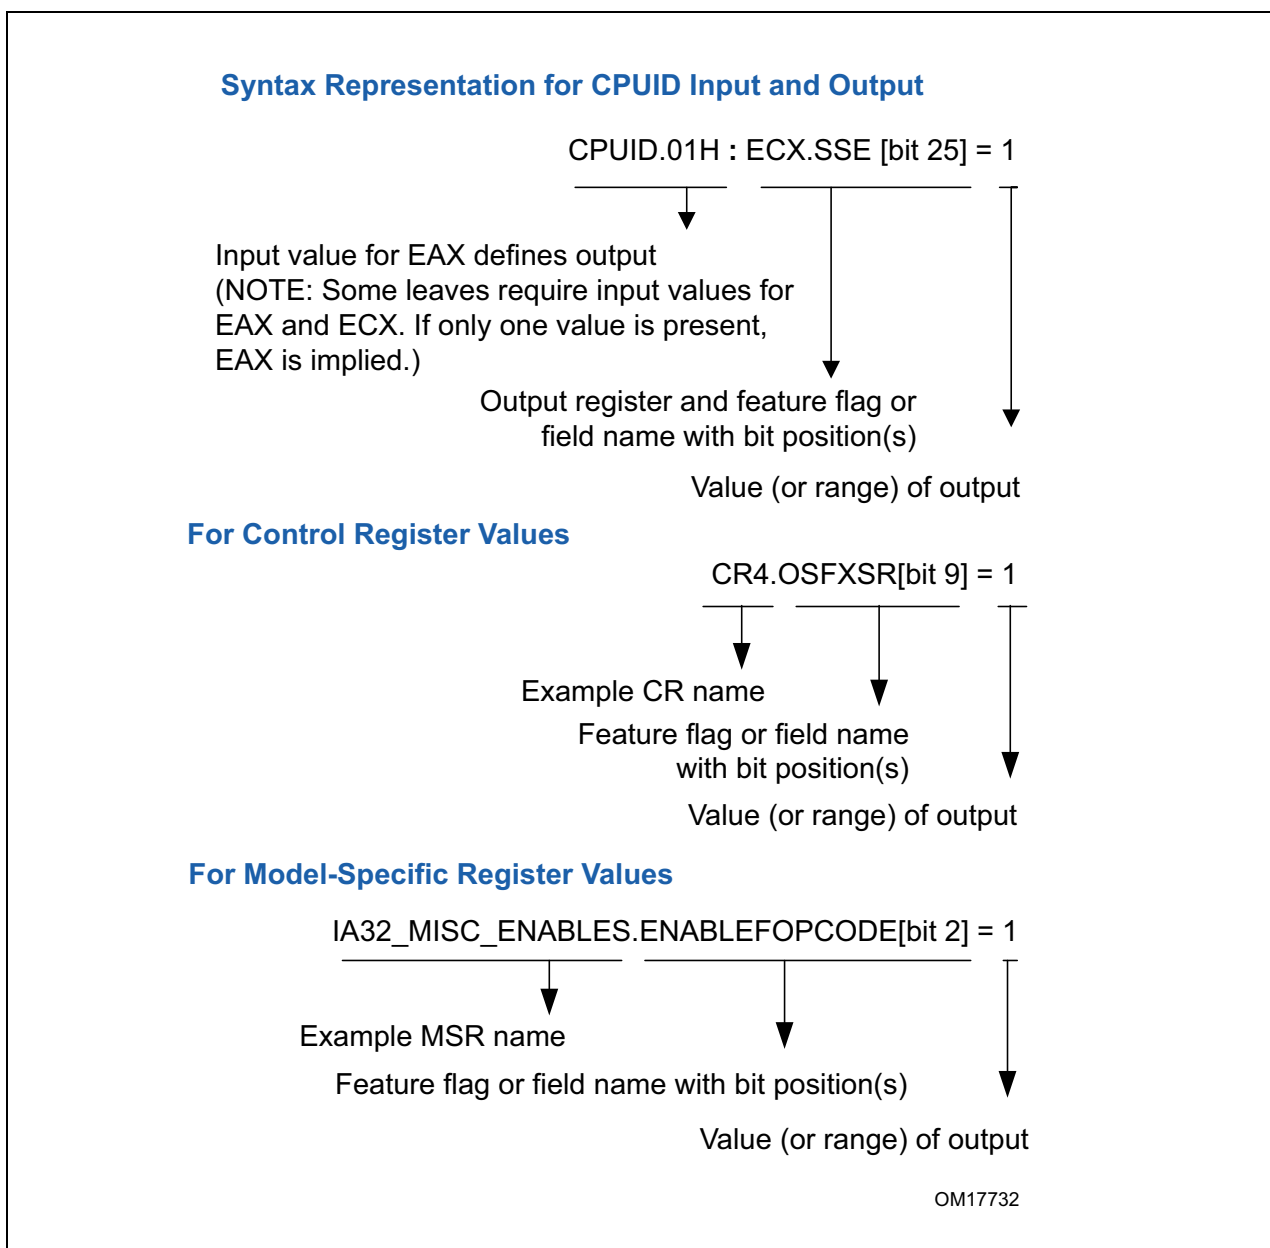 Syntax Representation for CPUID Input and Output
CPUID.01H : ECX.SSE [bit 25] = 1
Input value for EAX defines output
(NOTE: Some leaves require input values for
EAX and ECX. If only one value is present,
EAX is implied.)
Output register and feature flag or
field name with bit position(s)
Value (or range) of output
For Control Register Values
CR4.OSFXSR[bit 9] = 1
Example CR name
Feature flag or field name
with bit position(s)
Value (or range) of output
For Model-Specific Register Values
IA32_MISC_ENABLES.ENABLEFOPCODE[bit 2] = 1
Example MSR name
Feature flag or field name with bit position(s)
Value (or range) of output
OM17732